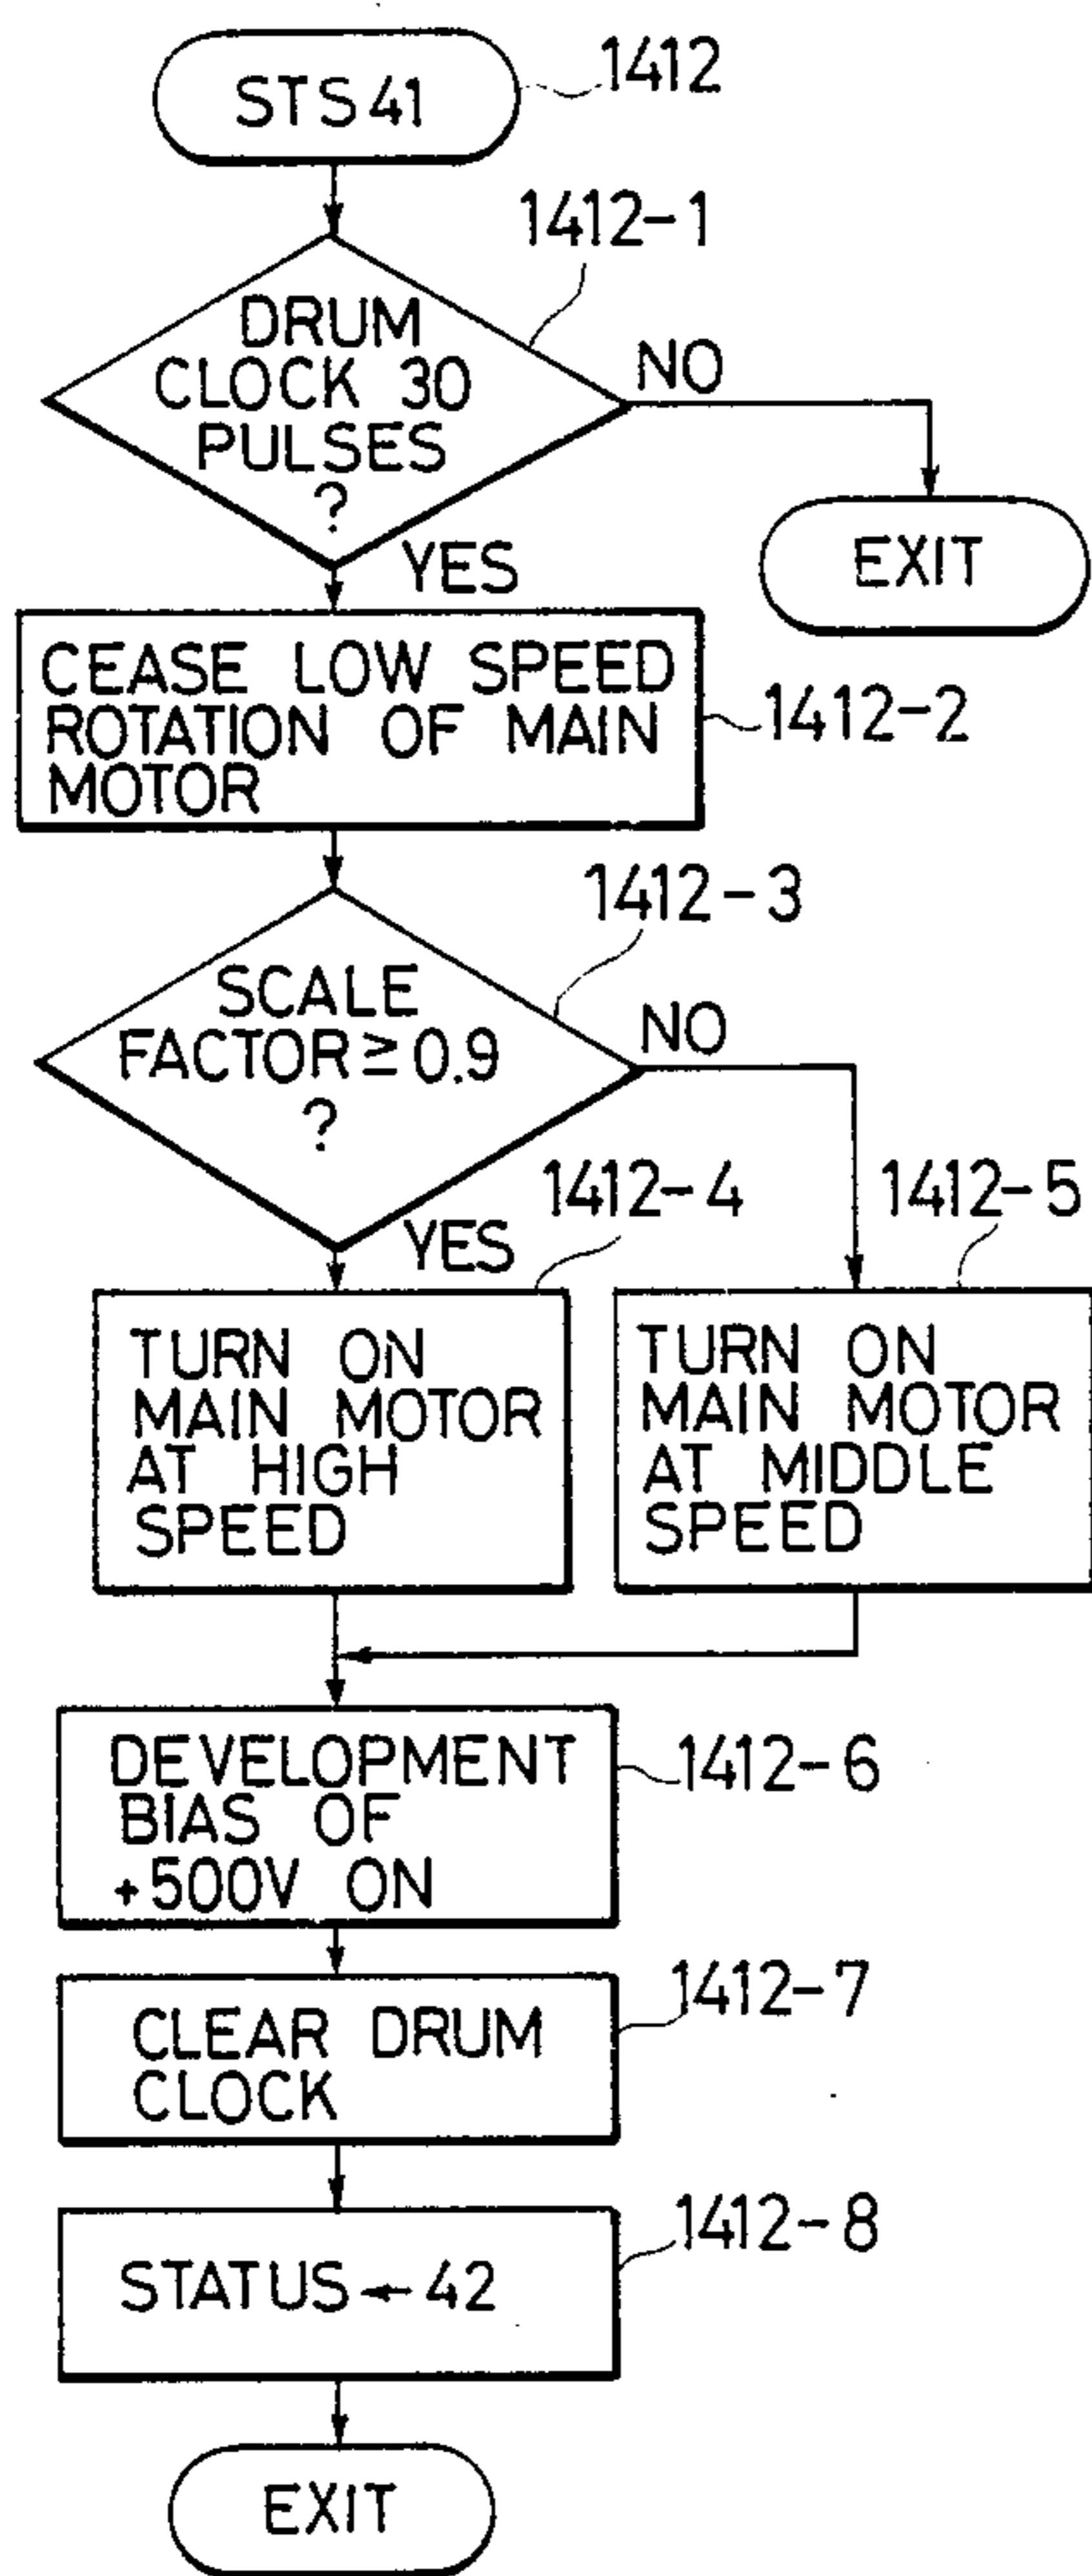 STS41
1412
1412-1
DRUM
CLOCK 30
PULSES
?
NO
EXIT
YES
CEASE LOW SPEED
ROTATION OF MAIN
MOTOR
1412-2
1412-3
SCALE
FACTOR ≥ 0.9
?
NO
YES
1412-4
1412-5
TURN ON
MAIN MOTOR
AT HIGH
SPEED
TURN ON
MAIN MOTOR
AT MIDDLE
SPEED
DEVELOPMENT
BIAS OF
+500V ON
1412-6
CLEAR DRUM
CLOCK
1412-7
STATUS ← 42
1412-8
EXIT